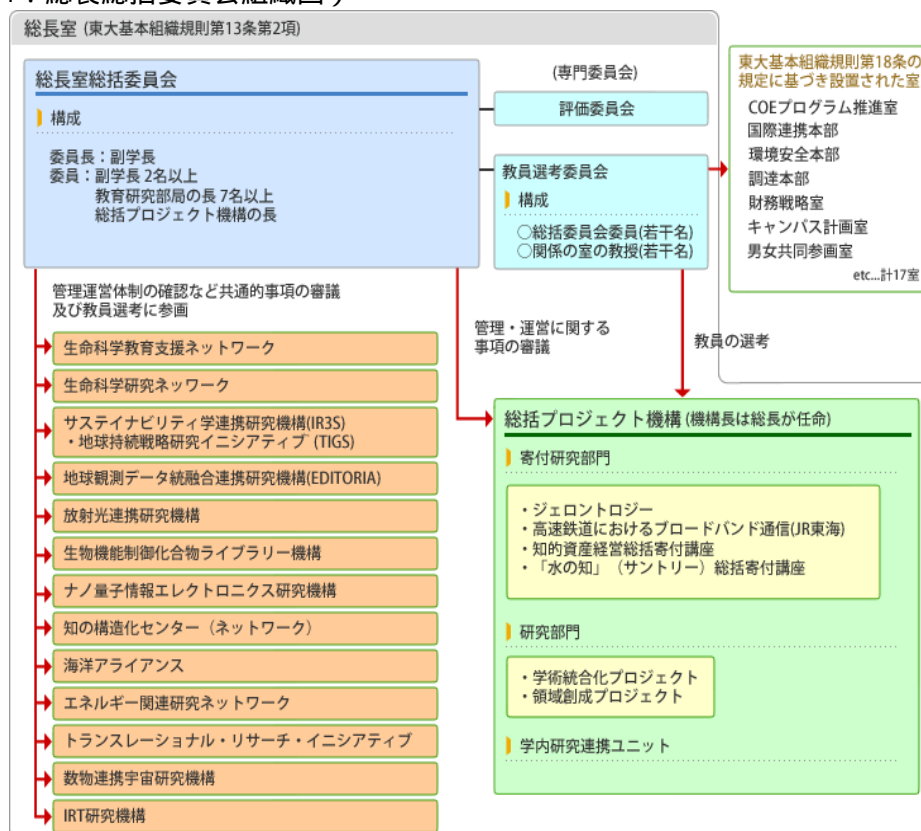 総長室 (東大基本組織規則第13条第2項)
総長室総括委員会
構成
委員長：副学長
委員：副学長 2名以上
教育研究部局の長 7名以上
総括プロジェクト機構の長
(専門委員会)
評価委員会
教員選考委員会
構成
○総括委員会委員(若干名)
○関係の室の教授(若干名)
東大基本組織規則第18条の
規定に基づき設置された室
COEプログラム推進室
国際連携本部
環境安全本部
調達本部
財務戦略室
キャンパス計画室
男女共同参画室
etc...計17室
管理運営体制の確認など共通的事項の審議
及び教員選考に参画
管理・運営に関する
事項の審議
教員の選考
生命科学教育支援ネットワーク
生命科学研究ネッワーク
サステイナビリティ学連携研究機構(IR3S)
・地球持続戦略研究イニシアティブ (TIGS)
地球観測データ統融合連携研究機構(EDITORIA)
放射光連携研究機構
生物機能制御化合物ライブラリー機構
ナノ量子情報エレクトロニクス研究機構
知の構造化センター（ネットワーク）
海洋アライアンス
エネルギー関連研究ネットワーク
トランスレーショナル・リサーチ・イニシアティブ
数物連携宇宙研究機構
IRT研究機構
総括プロジェクト機構 (機構長は総長が任命)
寄付研究部門
・ジェロントロジー
・高速鉄道におけるブロードバンド通信(JR東海)
・知的資産経営総括寄付講座
・「水の知」（サントリー）総括寄付講座
研究部門
・学術統合化プロジェクト
・領域創成プロジェクト
学内研究連携ユニット